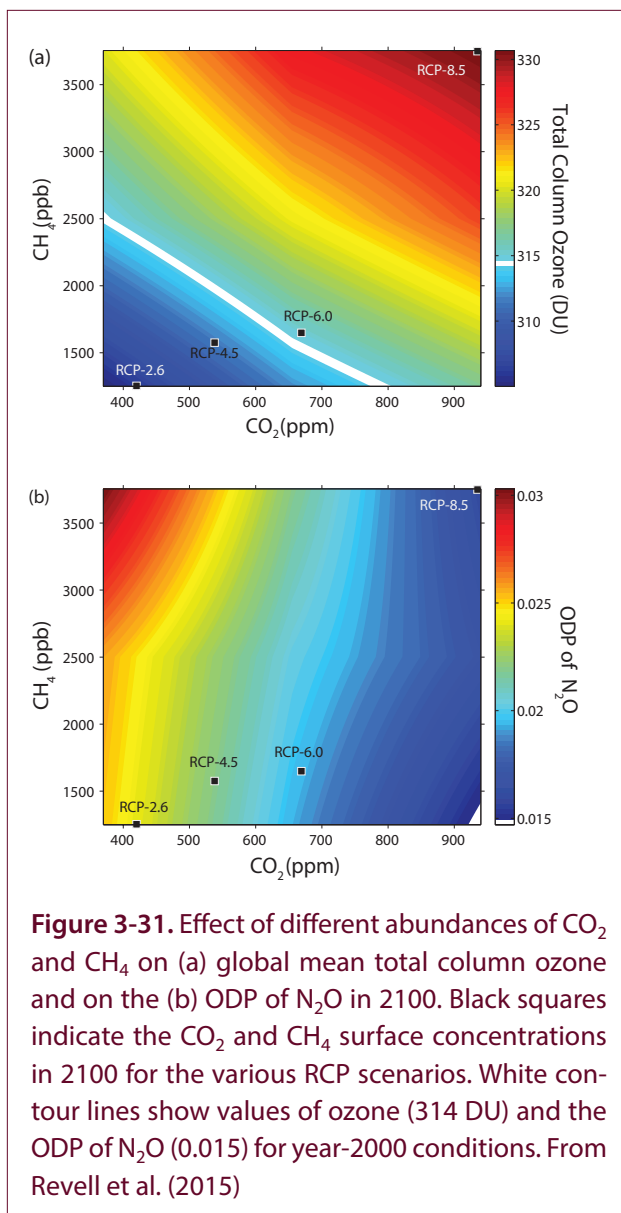 (a)
RCP-8.5
RCP-6.0
RCP-4.5
RCP-2.6
3500
3000
2500
2000
1500
CH4 (ppb)
400 500 600 700 800 900
CO2(ppm)
330
325
320
315
310
Total Column Ozone (DU)
(b)
RCP-8.5
RCP-6.0
RCP-4.5
RCP-2.6
3500
3000
2500
2000
1500
CH4 (ppb)
400 500 600 700 800 900
CO2(ppm)
0.03
0.025
0.02
0.015
ODP of N2O
Figure 3-31. Effect of different abundances of CO2
and CH4 on (a) global mean total column ozone
and on the (b) ODP of N2O in 2100. Black squares
indicate the CO2 and CH4 surface concentrations
in 2100 for the various RCP scenarios. White con-
tour lines show values of ozone (314 DU) and the
ODP of N2O (0.015) for year-2000 conditions. From
Revell et al. (2015)